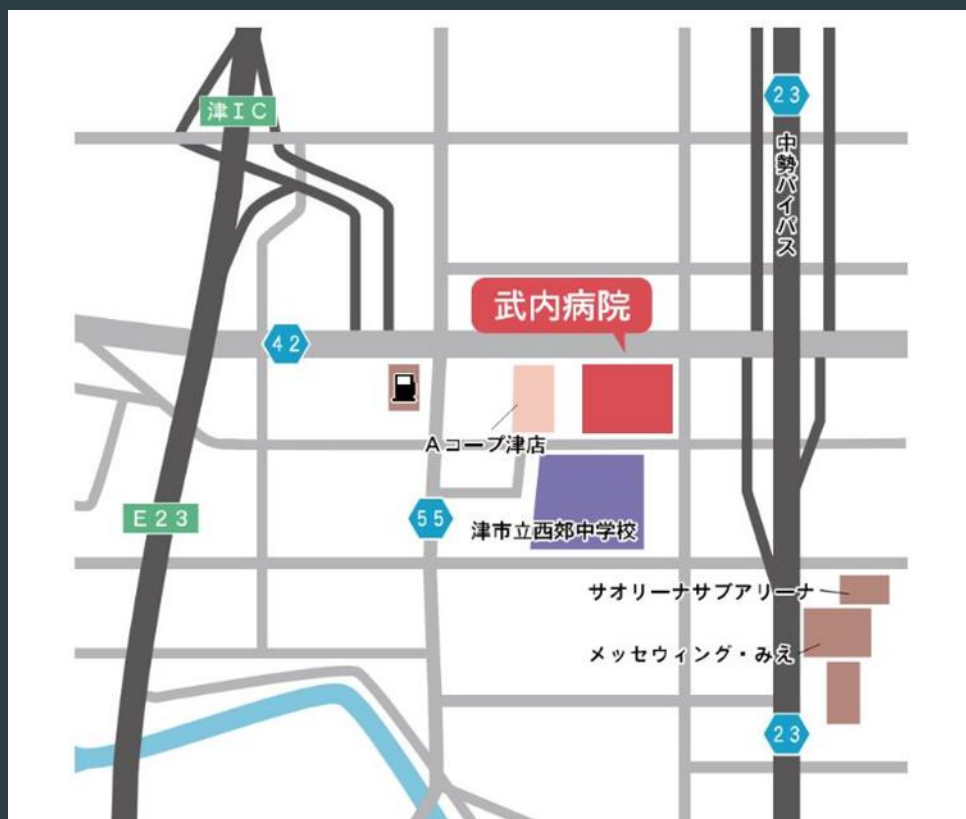 津IC
23
中勢バイパス
武内病院
42
Aコープ津店
E23
55
津市立西郊中学校
サオリーナサブアリーナ
メッセウィング・みえ
23